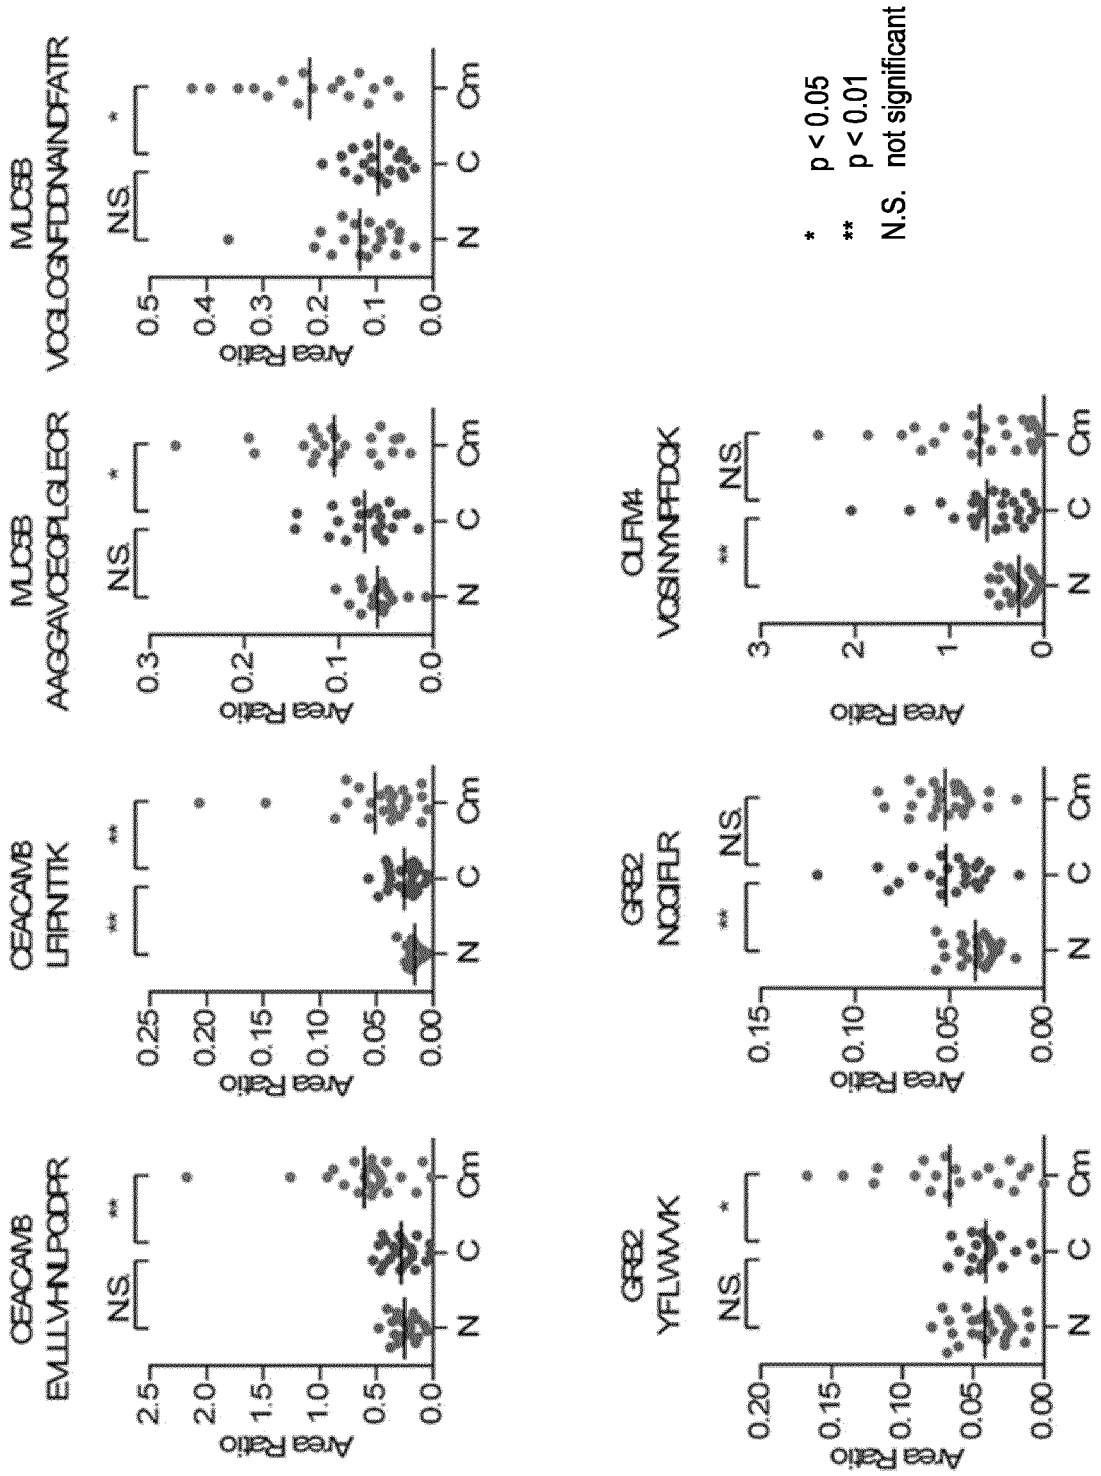 CEACAM8
EVLLLVHNLPQDPR
N.S.
**
Area Ratio
2.5
2.0
1.5
1.0
0.5
0.0
N
C
Cm
CEACAM8
LFIPNITTK
**
**
Area Ratio
0.25
0.20
0.15
0.10
0.05
0.00
N
C
Cm
MUC5B
AAGGAVCEQPLGLECR
N.S.
*
Area Ratio
0.3
0.2
0.1
0.0
N
C
Cm
MUC5B
VCGLCGNFDDNAINDFATR
N.S.
*
Area Ratio
0.5
0.4
0.3
0.2
0.1
0.0
N
C
Cm
GRB2
YFLWVVK
N.S.
*
Area Ratio
0.20
0.15
0.10
0.05
0.00
N
C
Cm
GRB2
NQQIFLR
**
N.S.
Area Ratio
0.15
0.10
0.05
0.00
N
C
Cm
OLFM4
VQSINYNPFDQK
**
N.S.
Area Ratio
3
2
1
0
N
C
Cm
* p < 0.05
** p < 0.01
N.S. not significant